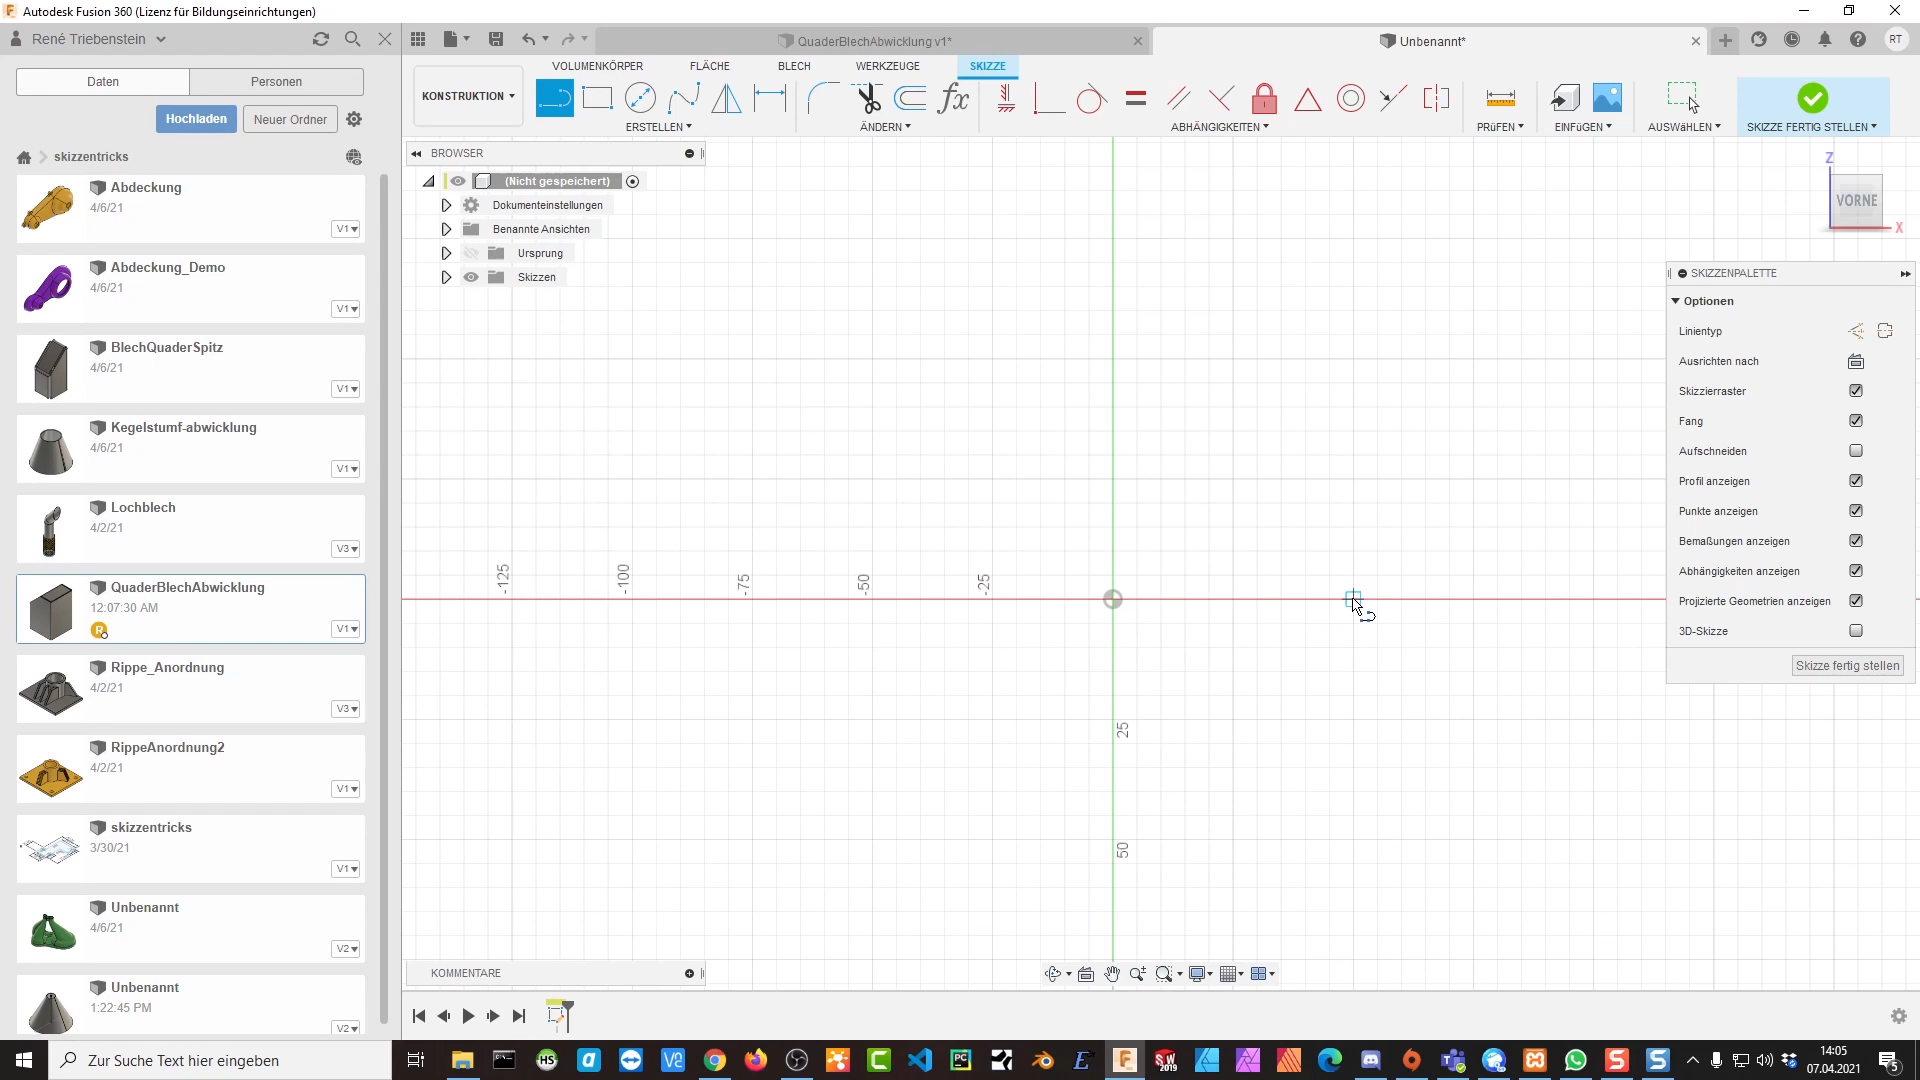 Autodesk Fusion 360 (Lizenz für Bildungseinrichtungen)
René Triebenstein
QuaderBlechAbwicklung v1*
Unbenannt*
RT
Daten
Personen
Hochladen
Neuer Ordner
skizzentricks
Abdeckung
4/6/21
V1
Abdeckung_Demo
4/6/21
V1
BlechQuaderSpitz
4/6/21
V1
Kegelstumf-abwicklung
4/6/21
V1
Lochblech
4/2/21
V3
QuaderBlechAbwicklung
12:07:30 AM
V1
Rippe_Anordnung
4/2/21
V3
RippeAnordnung2
4/2/21
V1
skizzentricks
3/30/21
V1
Unbenannt
4/6/21
V2
Unbenannt
1:22:45 PM
V2
KONSTRUKTION
VOLUMENKÖRPER
FLÄCHE
BLECH
WERKZEUGE
SKIZZE
ERSTELLEN
ÄNDERN
ABHÄNGIGKEITEN
PRüFEN
EINFüGEN
AUSWäHLEN
SKIZZE FERTIG STELLEN
BROWSER
(Nicht gespeichert)
Dokumenteinstellungen
Benannte Ansichten
Ursprung
Skizzen
-125
-100
-75
-50
-25
25
50
Z
VORNE
X
SKIZZENPALETTE
Optionen
Linientyp
Ausrichten nach
Skizzierraster
Fang
Aufschneiden
Profil anzeigen
Punkte anzeigen
Bemaßungen anzeigen
Abhängigkeiten anzeigen
Projizierte Geometrien anzeigen
3D-Skizze
Skizze fertig stellen
KOMMENTARE
Zur Suche Text hier eingeben
14:05
07.04.2021
5